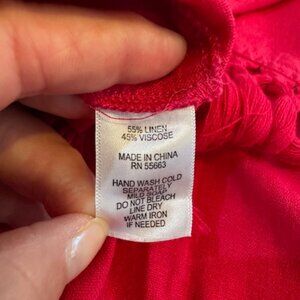 55% LINEN
45% VISCOSE
MADE IN CHINA
RN 55663
HAND WASH COLD
SEPARATELY
MILD SOAP
DO NOT BLEACH
LINE DRY
WARM IRON
IF NEEDED